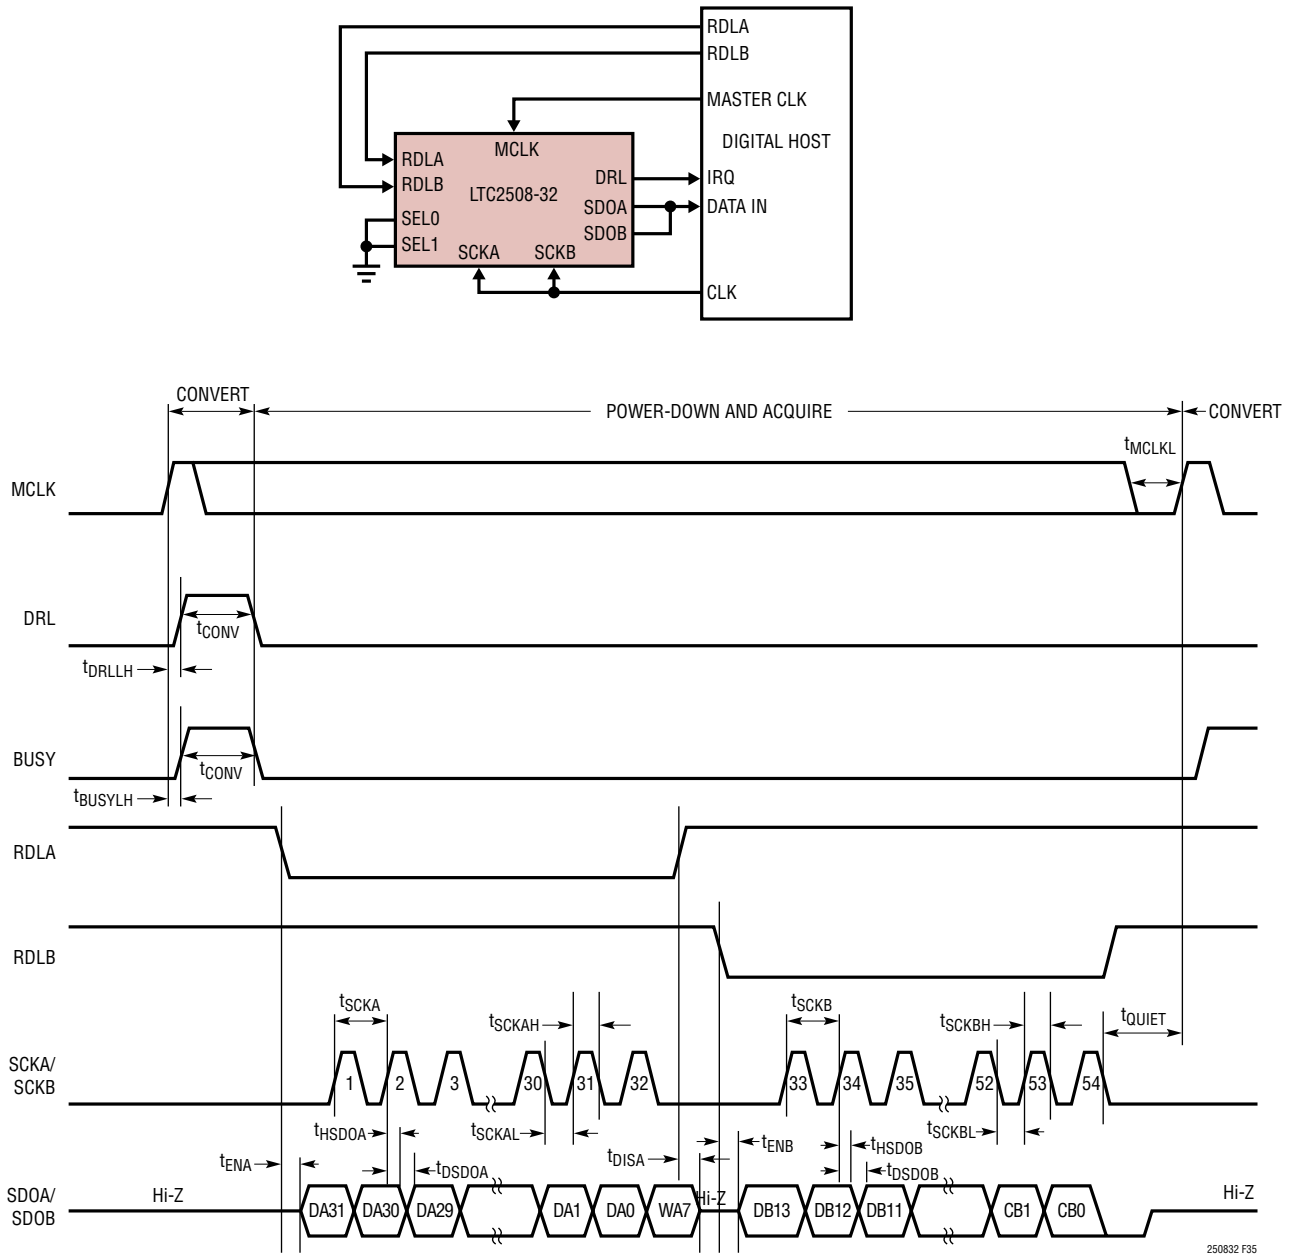 RDLA
RDLB
MASTER CLK
DIGITAL HOST
IRQ
DATA IN
CLK
MCLK
RDLA
RDLB
SEL0
SEL1
LTC2508-32
DRL
SDOA
SDOB
SCKA SCKB
CONVERT
POWER-DOWN AND ACQUIRE
CONVERT
MCLK
tMCLKL
DRL
tCONV
tDRLLH
BUSY
tCONV
tBUSYLH
RDLA
RDLB
SCKA/
SCKB
tSCKA
tSCKAH
tSCKB
tSCKBH
tQUIET
1 2 3 30 31 32 33 34 35 52 53 54
tHSDOA
tSCKAL
tSCKBL
tENA
tDSDOA
tDISA
tENB
tHSDOB
tDSDOB
SDOA/
SDOB
Hi-Z
DA31 DA30 DA29 DA1 DA0 WA7
Hi-Z
DB13 DB12 DB11 CB1 CB0
Hi-Z
250832 F35